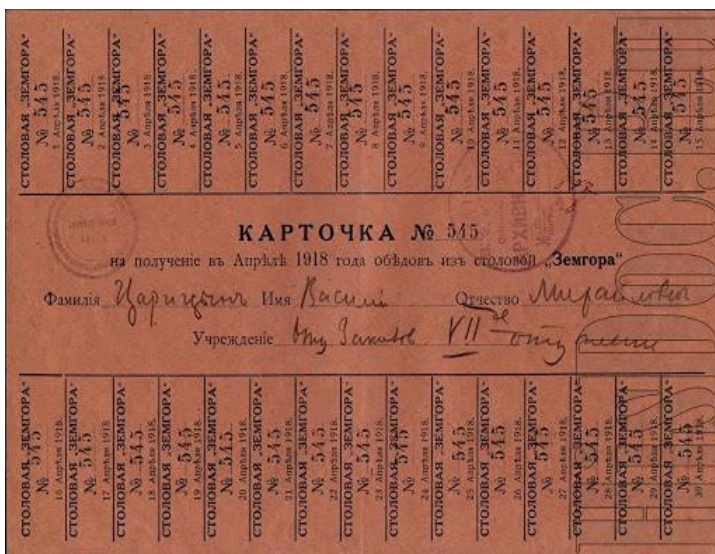 СТОЛОВАЯ „ЗЕМГОРА“ № 545 1 Апрѣля 1918.
СТОЛОВАЯ „ЗЕМГОРА“ № 545 2 Апрѣля 1918.
СТОЛОВАЯ „ЗЕМГОРА“ № 545 3 Апрѣля 1918
СТОЛОВАЯ „ЗЕМГОРА“ № 545 4 Апрѣля 1918.
СТОЛОВАЯ „ЗЕМГОРА“ № 545 5 Апрѣля 1918.
СТОЛОВАЯ „ЗЕМГОРА“ № 545 6 Апрѣля 1918.
СТОЛОВАЯ „ЗЕМГОРА“ № 545 7 Апрѣля 1918.
СТОЛОВАЯ „ЗЕМГОРА“ № 545 8 Апрѣля 1918.
СТОЛОВАЯ „ЗЕМГОРА“ № 545 9 Апрѣля 1918.
СТОЛОВАЯ „ЗЕМГОРА“ № 545 10 Апрѣля 1918.
СТОЛОВАЯ „ЗЕМГОРА“ № 545 11 Апрѣля 1918.
СТОЛОВАЯ „ЗЕМГОРА“ № 545 12 Апрѣля 1918.
СТОЛОВАЯ „ЗЕМГОРА“ № 545 13 Апрѣля 1918.
СТОЛОВАЯ „ЗЕМГОРА“ № 545 14 Апрѣля 1918.
СТОЛОВАЯ „ЗЕМГОРА“ № 545 15 Апрѣля 1918.
КАРТОЧКА № 545
на полученіе въ Апрѣлѣ 1918 года обѣдовъ изъ столовой „Земгора“
Фамилія Царицынъ Имя Василій Отчество Михайловичъ
Учрежденіе Отд. Заказовъ VII ое отдѣленіе
СТОЛОВАЯ „ЗЕМГОРА“ № 545 16 Апрѣля 1918.
СТОЛОВАЯ „ЗЕМГОРА“ № 545 17 Апрѣля 1918.
СТОЛОВАЯ „ЗЕМГОРА“ № 545 18 Апрѣля 1918.
СТОЛОВАЯ „ЗЕМГОРА“ № 545 19 Апрѣля 1918.
СТОЛОВАЯ „ЗЕМГОРА“ № 545 20 Апрѣля 1918.
СТОЛОВАЯ „ЗЕМГОРА“ № 545 21 Апрѣля 1918.
СТОЛОВАЯ „ЗЕМГОРА“ № 545 22 Апрѣля 1918.
СТОЛОВАЯ „ЗЕМГОРА“ № 545 23 Апрѣля 1918.
СТОЛОВАЯ „ЗЕМГОРА“ № 545 24 Апрѣля 1918.
СТОЛОВАЯ „ЗЕМГОРА“ № 545 25 Апрѣля 1918.
СТОЛОВАЯ „ЗЕМГОРА“ № 545 26 Апрѣля 1918.
СТОЛОВАЯ „ЗЕМГОРА“ № 545 27 Апрѣля 1918.
СТОЛОВАЯ „ЗЕМГОРА“ № 545 28 Апрѣля 1918.
СТОЛОВАЯ „ЗЕМГОРА“ № 545 29 Апрѣля 1918.
СТОЛОВАЯ „ЗЕМГОРА“ № 545 30 Апрѣля 1918.